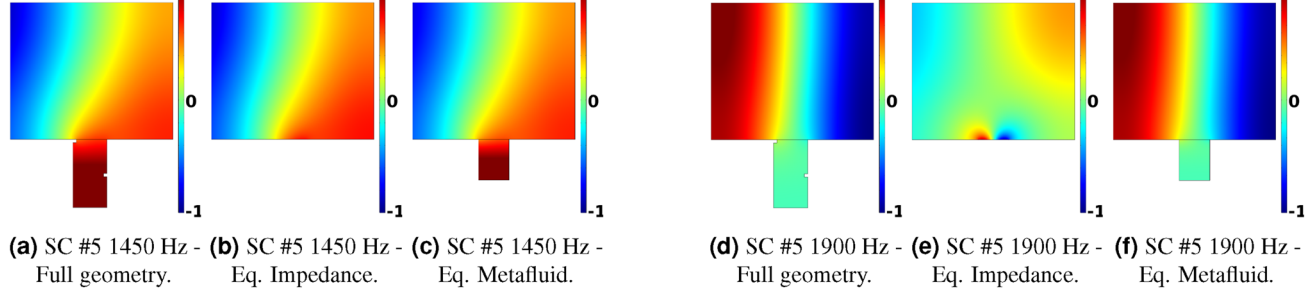 0
-1
0
-1
0
-1
0
-1
0
-1
0
-1
(a) SC #5 1450 Hz - Full geometry.
(b) SC #5 1450 Hz - Eq. Impedance.
(c) SC #5 1450 Hz - Eq. Metafluid.
(d) SC #5 1900 Hz - Full geometry.
(e) SC #5 1900 Hz - Eq. Impedance.
(f) SC #5 1900 Hz - Eq. Metafluid.